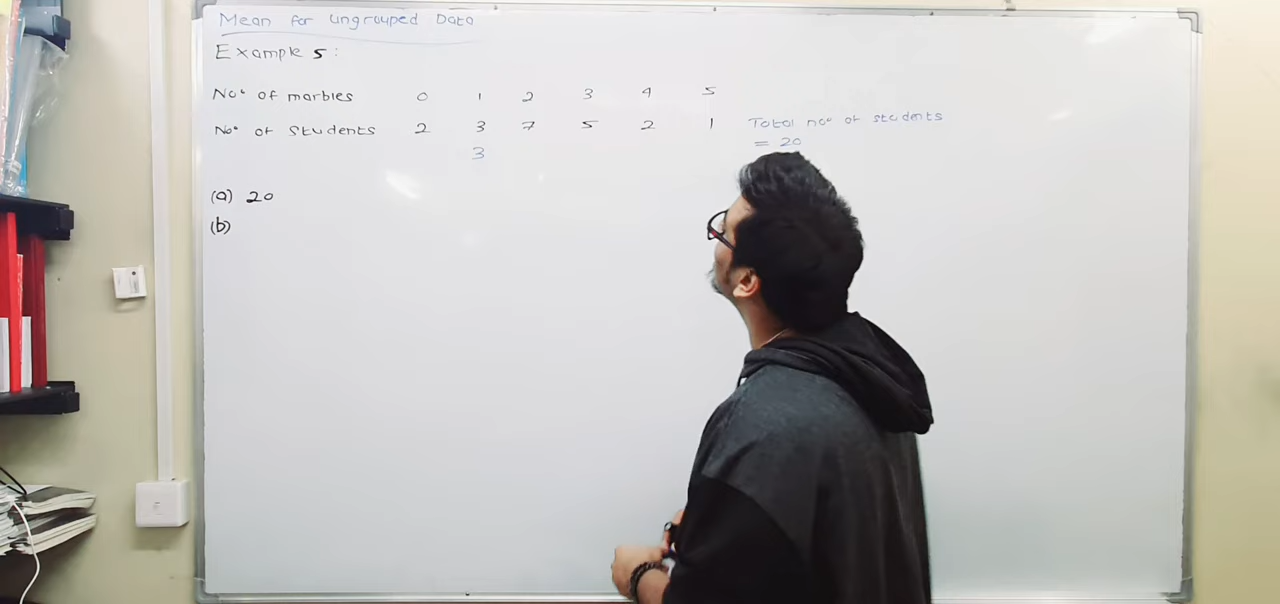 Mean for Ungrouped Data
Example 5:
No. of marbles 0 1 2 3 4 5
No. of Students 2 3 7 5 2 1 Total no. of students
3 = 20
(a) 20
(b)